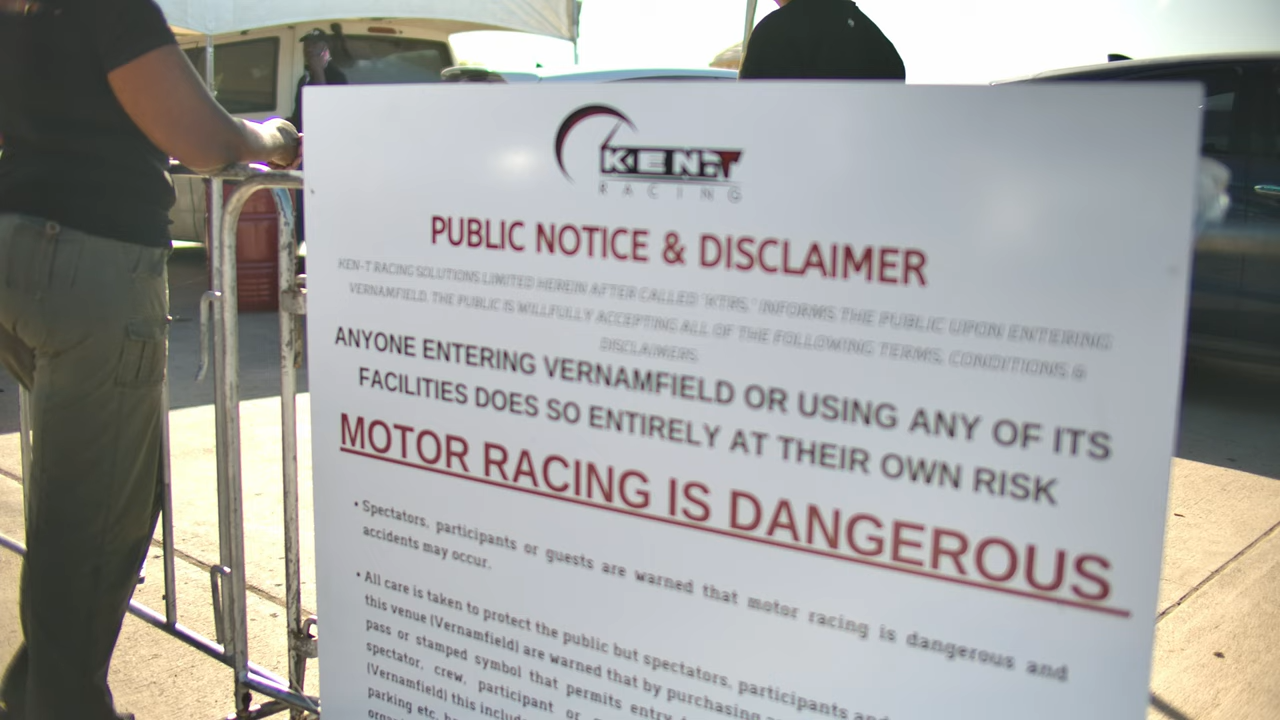 KEN-T
RACING
PUBLIC NOTICE & DISCLAIMER
KEN-T RACING SOLUTIONS LIMITED HEREIN AFTER CALLED 'KTRS,' INFORMS THE PUBLIC UPON ENTERING
VERNAMFIELD. THE PUBLIC IS WILLFULLY ACCEPTING ALL OF THE FOLLOWING TERMS, CONDITIONS &
DISCLAIMERS
ANYONE ENTERING VERNAMFIELD OR USING ANY OF ITS
FACILITIES DOES SO ENTIRELY AT THEIR OWN RISK
MOTOR RACING IS DANGEROUS
• Spectators, participants or guests are warned that motor racing is dangerous and
accidents may occur.
• All care is taken to protect the public but spectators, participants and
this venue (Vernamfield) are warned that by purchasing
pass or stamped symbol that permits entry
spectator, crew, participant or
(Vernamfield) this include
parking etc.